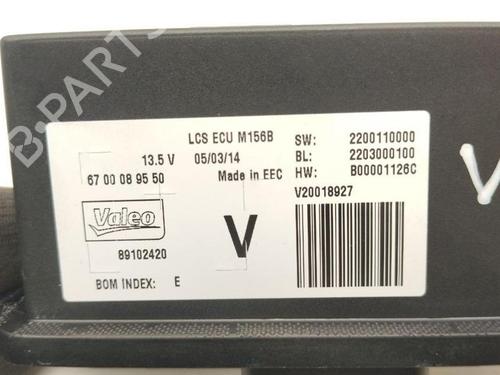 B-PARTS
LCS ECU M156B
SW: 2200110000
13.5 V
05/03/14
BL: 2203000100
67 00 08 95 50
Made in EEC
HW: B00001126C
V20018927
Valeo
V
89102420
BOM INDEX: E
V